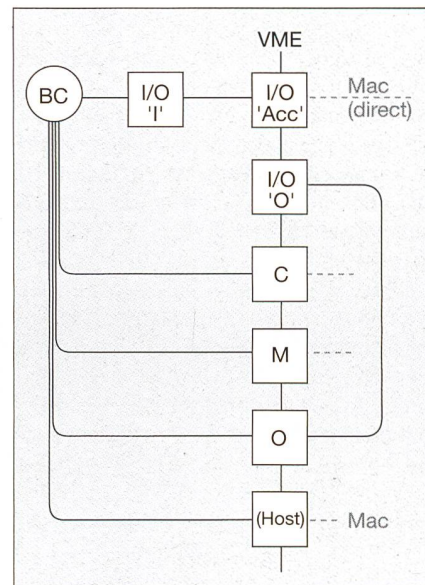 VME
BC
I/O
'I'
I/O
'Acc'
Mac
(direct)
I/O
'O'
C
M
O
(Host)
Mac